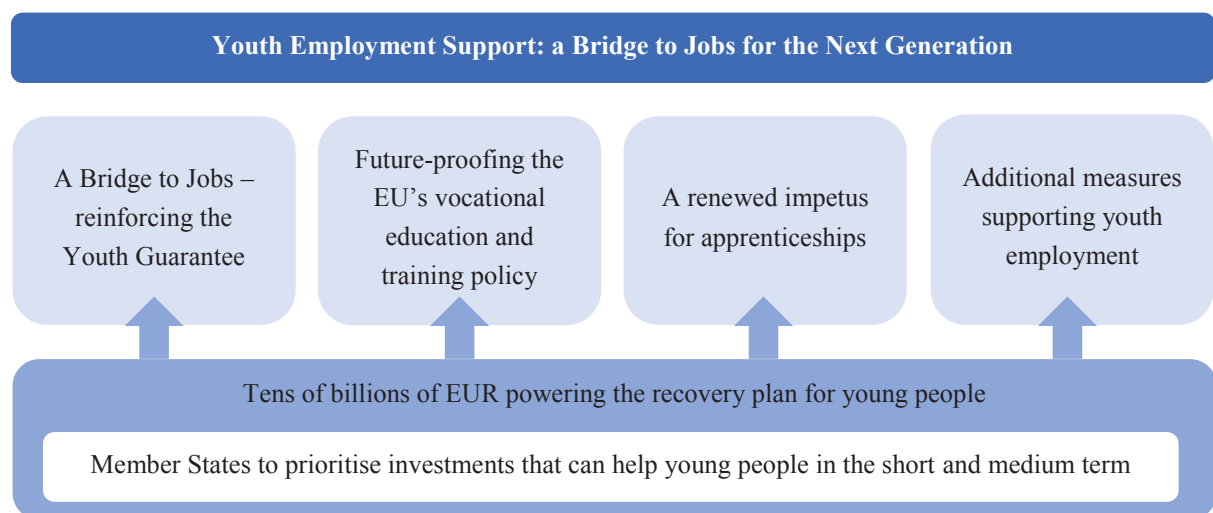 Youth Employment Support: a Bridge to Jobs for the Next Generation
A Bridge to Jobs –
reinforcing the
Youth Guarantee
Future-proofing the
EU’s vocational
education and
training policy
A renewed impetus
for apprenticeships
Additional measures
supporting youth
employment
Tens of billions of EUR powering the recovery plan for young people
Member States to prioritise investments that can help young people in the short and medium term